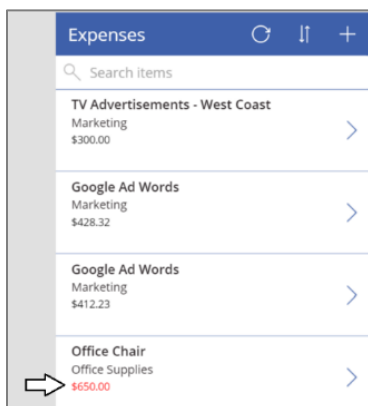 Expenses
Search items
TV Advertisements - West Coast
Marketing
$300.00
Google Ad Words
Marketing
$428.32
Google Ad Words
Marketing
$412.23
Office Chair
Office Supplies
$650.00